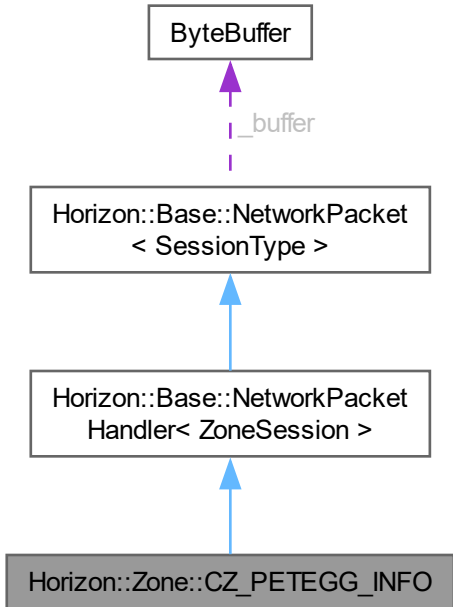 ByteBuffer
_buffer
Horizon::Base::NetworkPacket
< SessionType >
Horizon::Base::NetworkPacket
Handler< ZoneSession >
Horizon::Zone::CZ_PETEGG_INFO